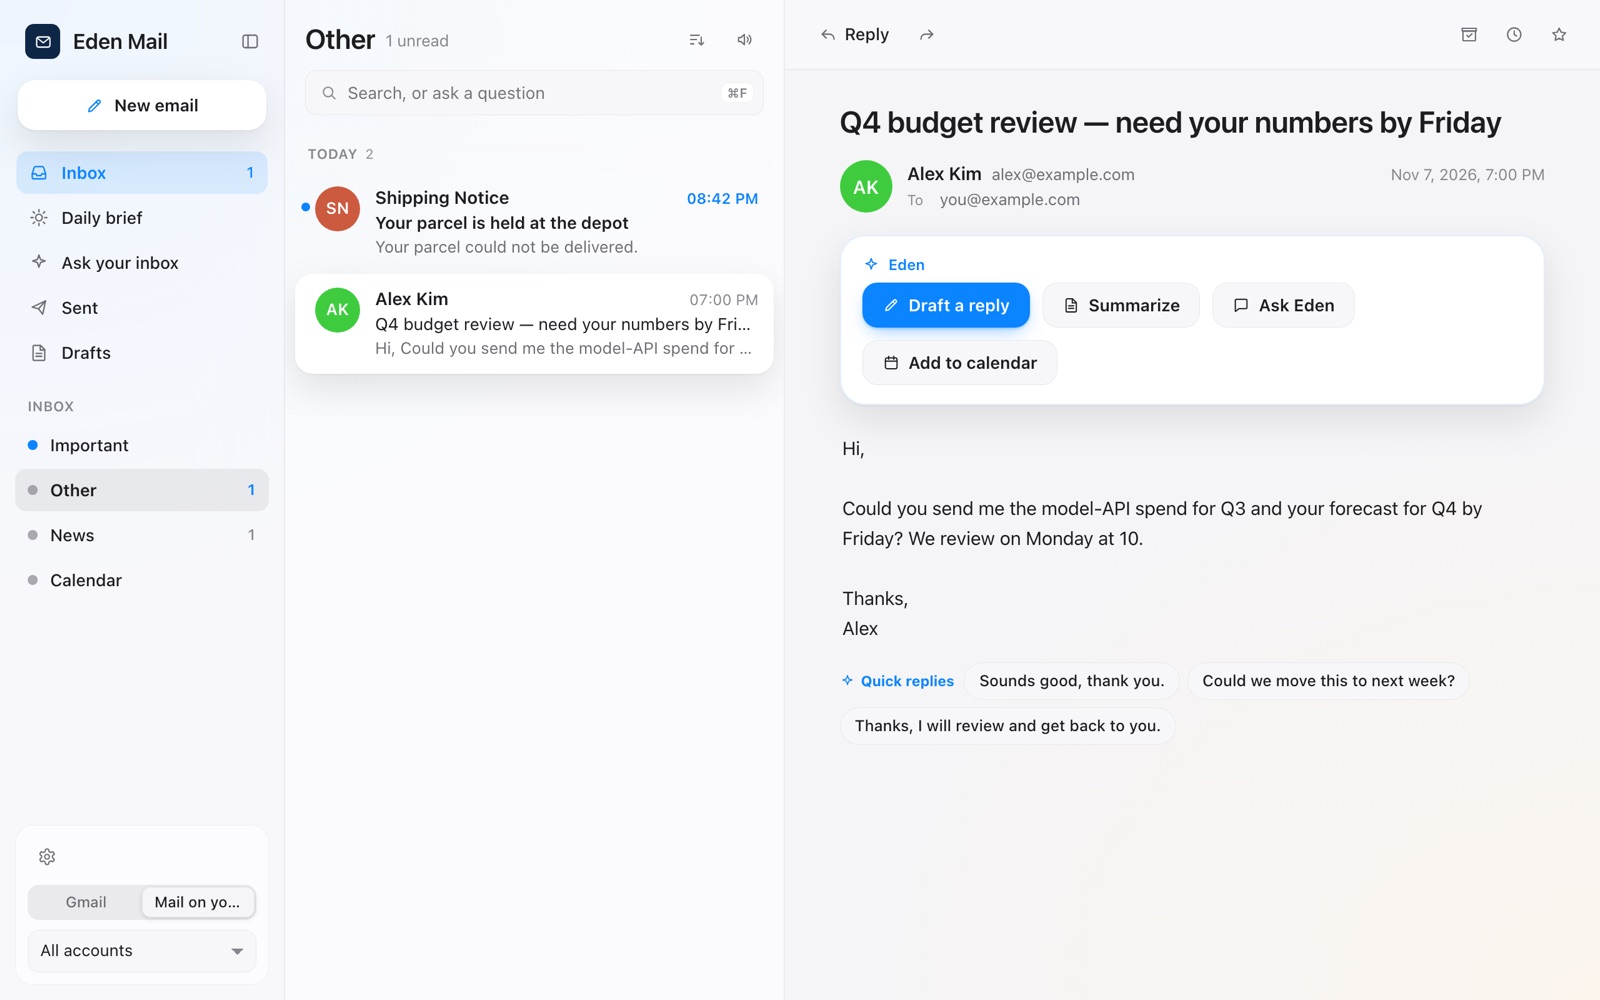 Eden Mail
New email
Inbox 1
Daily brief
Ask your inbox
Sent
Drafts
INBOX
Important
Other 1
News 1
Calendar
Gmail
Mail on yo...
All accounts
Other 1 unread
Search, or ask a question ⌘F
TODAY 2
SN
Shipping Notice 08:42 PM
Your parcel is held at the depot
Your parcel could not be delivered.
AK
Alex Kim 07:00 PM
Q4 budget review — need your numbers by Fri...
Hi, Could you send me the model-API spend for ...
Reply
Q4 budget review — need your numbers by Friday
AK
Alex Kim alex@example.com Nov 7, 2026, 7:00 PM
To you@example.com
Eden
Draft a reply
Summarize
Ask Eden
Add to calendar
Hi,
Could you send me the model-API spend for Q3 and your forecast for Q4 by
Friday? We review on Monday at 10.
Thanks,
Alex
Quick replies
Sounds good, thank you.
Could we move this to next week?
Thanks, I will review and get back to you.